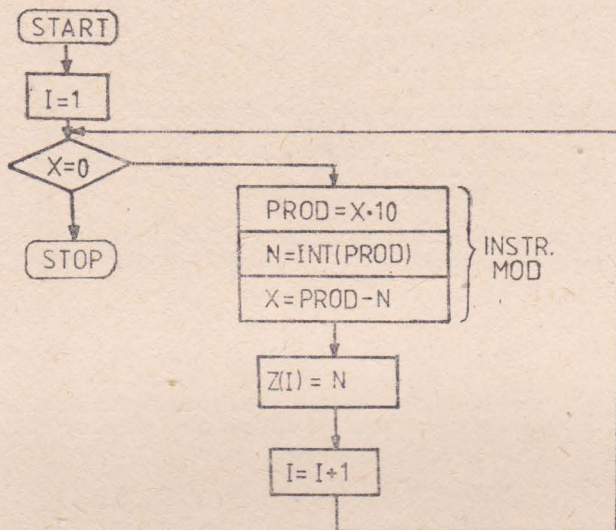 START
I=1
X=0
STOP
PROD=X·10
N=INT(PROD)
X=PROD-N
INSTR.
MOD
Z(I) = N
I= I+1